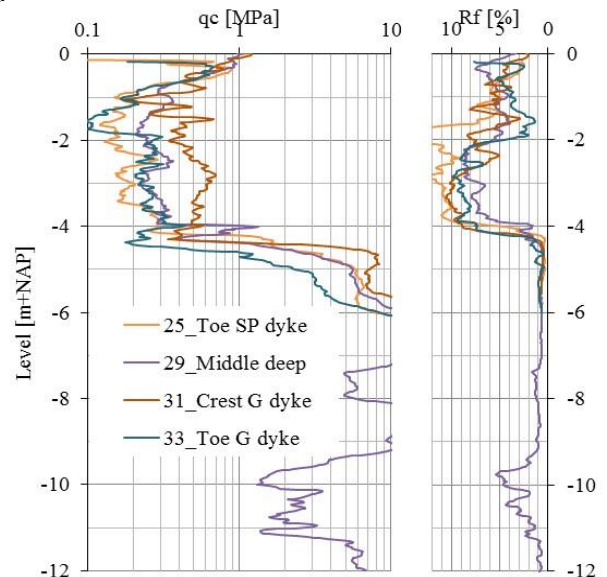 qc [MPa]
Rf [%]
0.1 1 10
10 5 0
0 0
-2 -2
-4 -4
-6 -6
-8 -8
-10 -10
-12 -12
Level [m+NAP]
25_Toe SP dyke
29_Middle deep
31_Crest G dyke
33_Toe G dyke